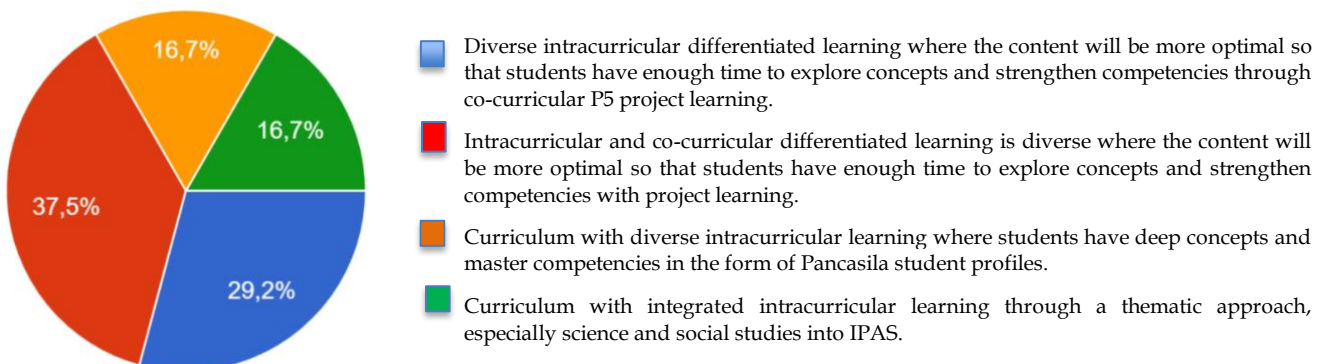 16,7%
16,7%
37,5%
29,2%
Diverse intracurricular differentiated learning where the content will be more optimal so
that students have enough time to explore concepts and strengthen competencies through
co-curricular P5 project learning.
Intracurricular and co-curricular differentiated learning is diverse where the content will
be more optimal so that students have enough time to explore concepts and strengthen
competencies with project learning.
Curriculum with diverse intracurricular learning where students have deep concepts and
master competencies in the form of Pancasila student profiles.
Curriculum with integrated intracurricular learning through a thematic approach,
especially science and social studies into IPAS.